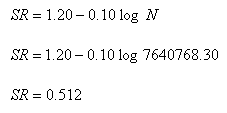 SR = 1.20 − 0.10 log N
SR = 1.20 − 0.10 log 7640768.30
SR = 0.512